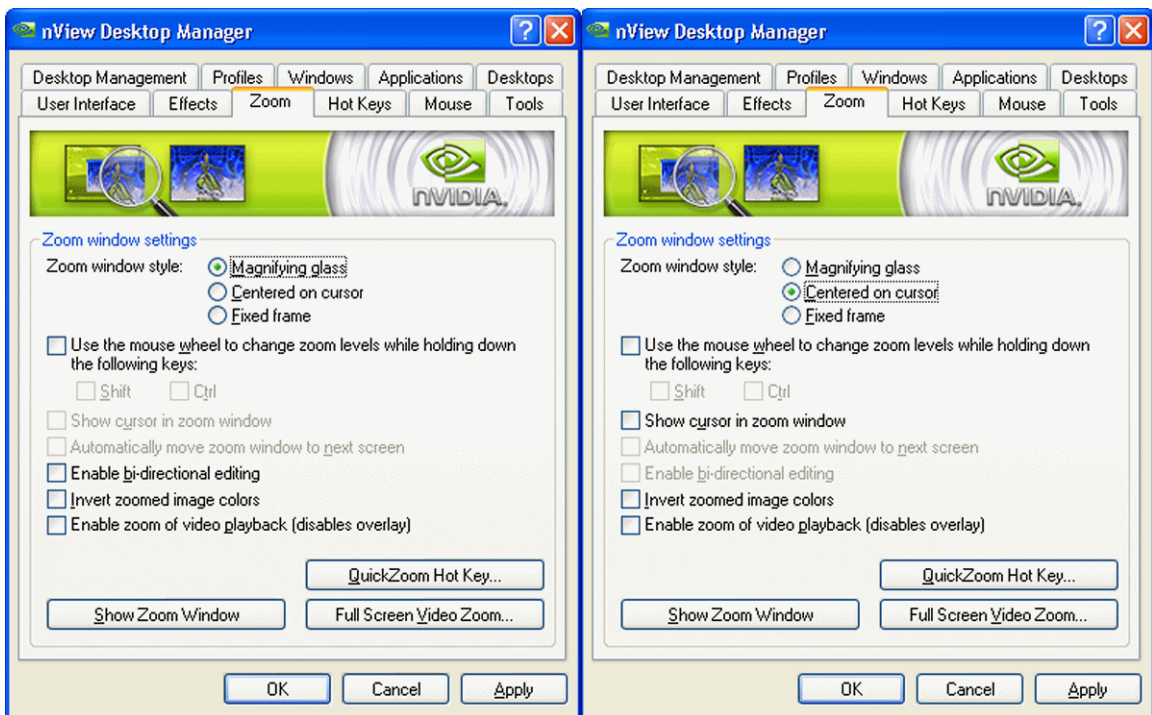 nView Desktop Manager
Desktop Management Profiles Windows Applications Desktops
User Interface Effects Zoom Hot Keys Mouse Tools
nVIDIA.
Zoom window settings
Zoom window style: Magnifying glass
Centered on cursor
Fixed frame
Use the mouse wheel to change zoom levels while holding down
the following keys:
Shift Ctrl
Show cursor in zoom window
Automatically move zoom window to next screen
Enable bi-directional editing
Invert zoomed image colors
Enable zoom of video playback (disables overlay)
QuickZoom Hot Key...
Show Zoom Window Full Screen Video Zoom...
OK Cancel Apply
nView Desktop Manager
Desktop Management Profiles Windows Applications Desktops
User Interface Effects Zoom Hot Keys Mouse Tools
nVIDIA.
Zoom window settings
Zoom window style: Magnifying glass
Centered on cursor
Fixed frame
Use the mouse wheel to change zoom levels while holding down
the following keys:
Shift Ctrl
Show cursor in zoom window
Automatically move zoom window to next screen
Enable bi-directional editing
Invert zoomed image colors
Enable zoom of video playback (disables overlay)
QuickZoom Hot Key...
Show Zoom Window Full Screen Video Zoom...
OK Cancel Apply